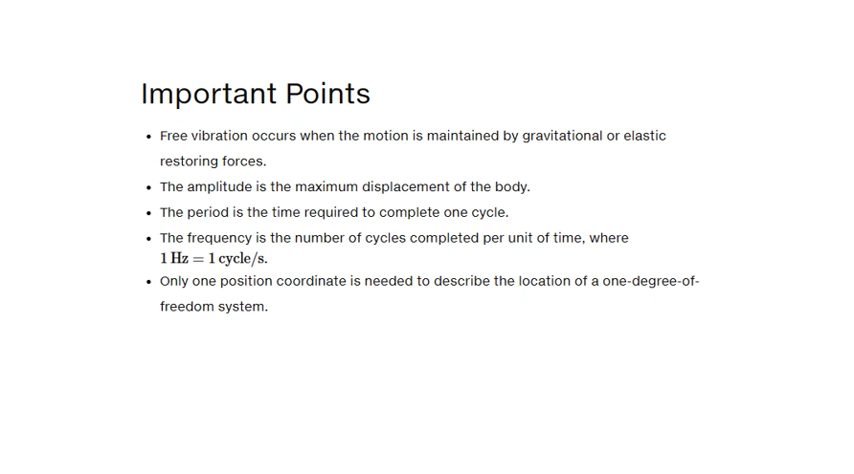 Important Points
• Free vibration occurs when the motion is maintained by gravitational or elastic
restoring forces.
• The amplitude is the maximum displacement of the body.
• The period is the time required to complete one cycle.
• The frequency is the number of cycles completed per unit of time, where
1 Hz = 1 cycle/s.
• Only one position coordinate is needed to describe the location of a one-degree-of-
freedom system.